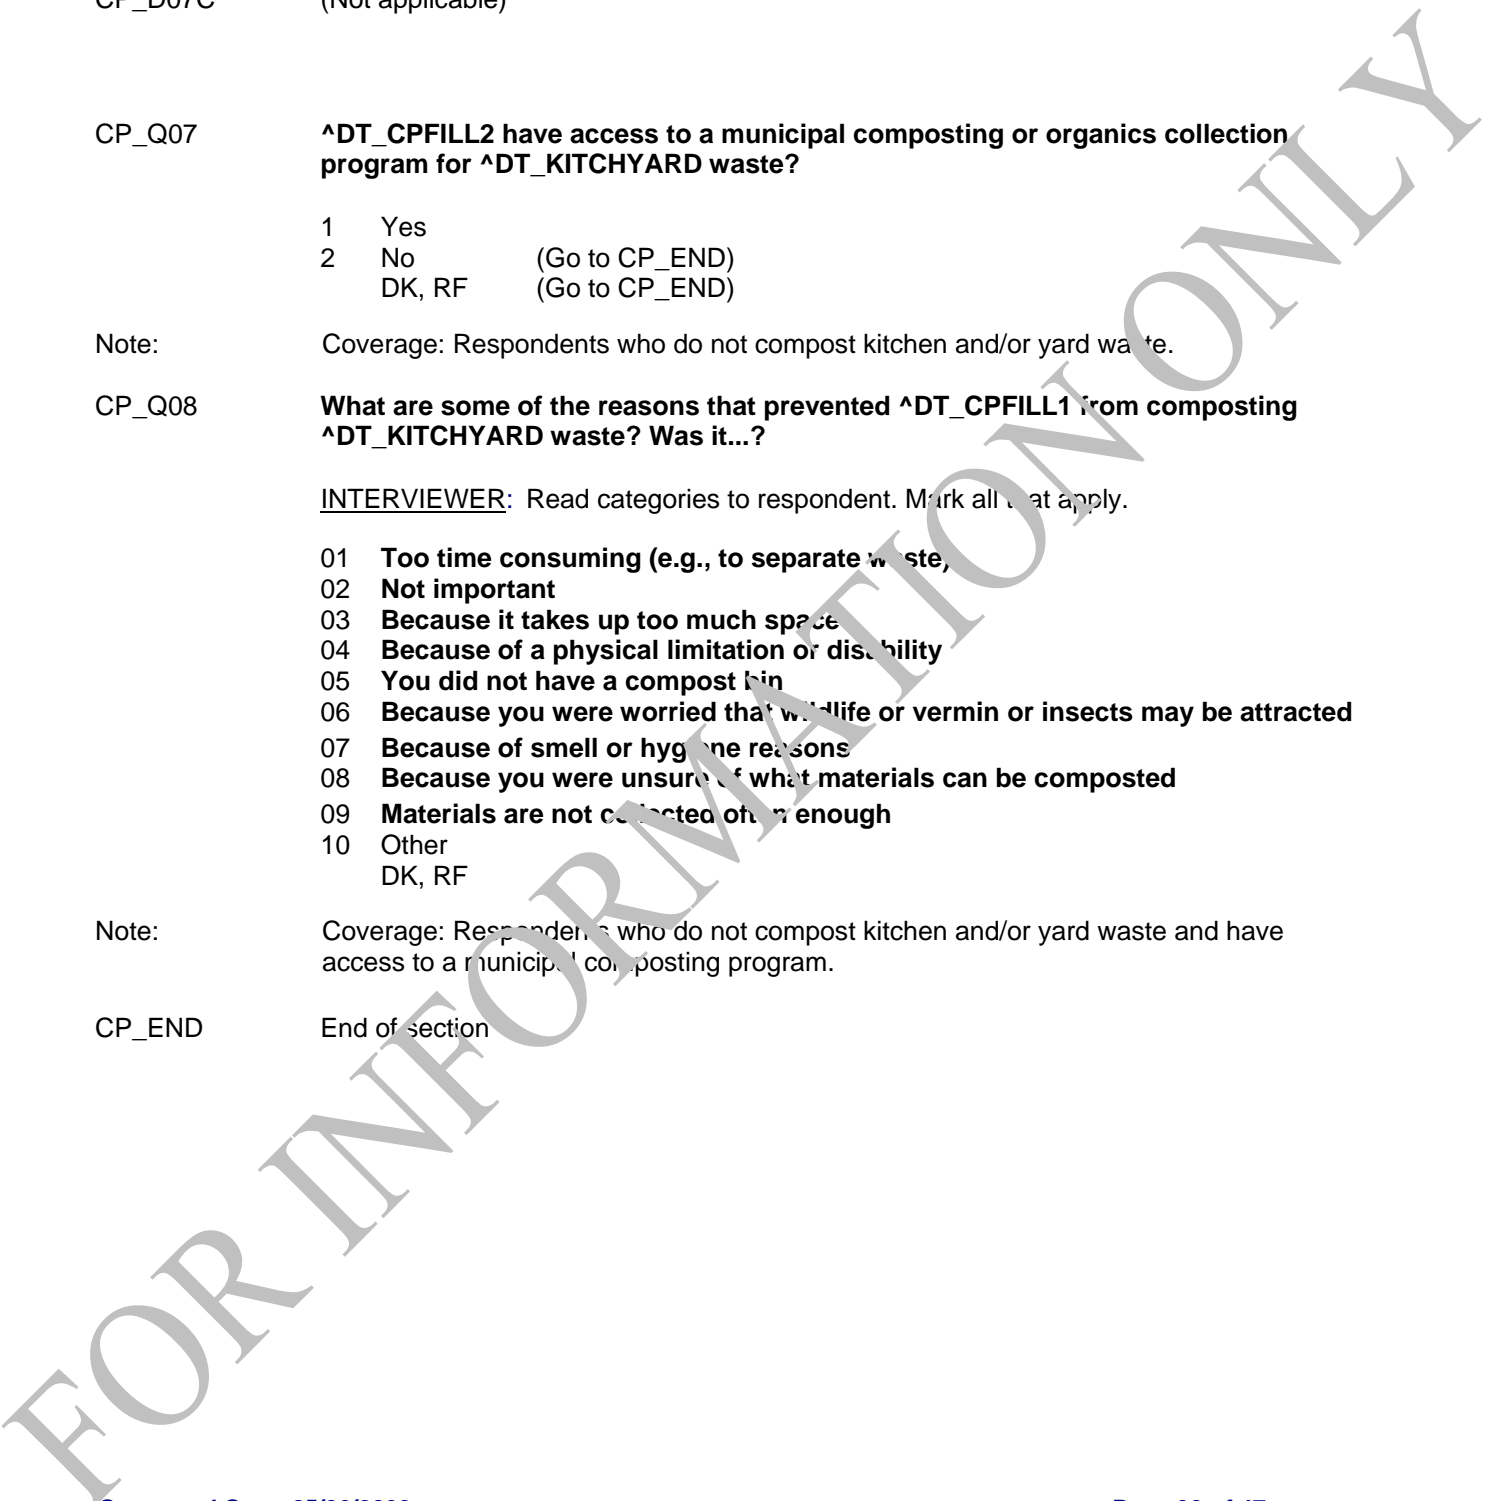 CP_D07C (Not applicable)
CP_Q07 ^DT_CPFILL2 have access to a municipal composting or organics collection
program for ^DT_KITCHYARD waste?
1 Yes
2 No (Go to CP_END)
DK, RF (Go to CP_END)
Note: Coverage: Respondents who do not compost kitchen and/or yard waste.
CP_Q08 What are some of the reasons that prevented ^DT_CPFILL1 from composting
^DT_KITCHYARD waste? Was it...?
INTERVIEWER: Read categories to respondent. Mark all that apply.
01 Too time consuming (e.g., to separate waste)
02 Not important
03 Because it takes up too much space
04 Because of a physical limitation or disability
05 You did not have a compost bin
06 Because you were worried that wildlife or vermin or insects may be attracted
07 Because of smell or hygiene reasons
08 Because you were unsure of what materials can be composted
09 Materials are not collected often enough
10 Other
DK, RF
Note: Coverage: Respondents who do not compost kitchen and/or yard waste and have
access to a municipal composting program.
CP_END End of section
FOR INFORMATION ONLY